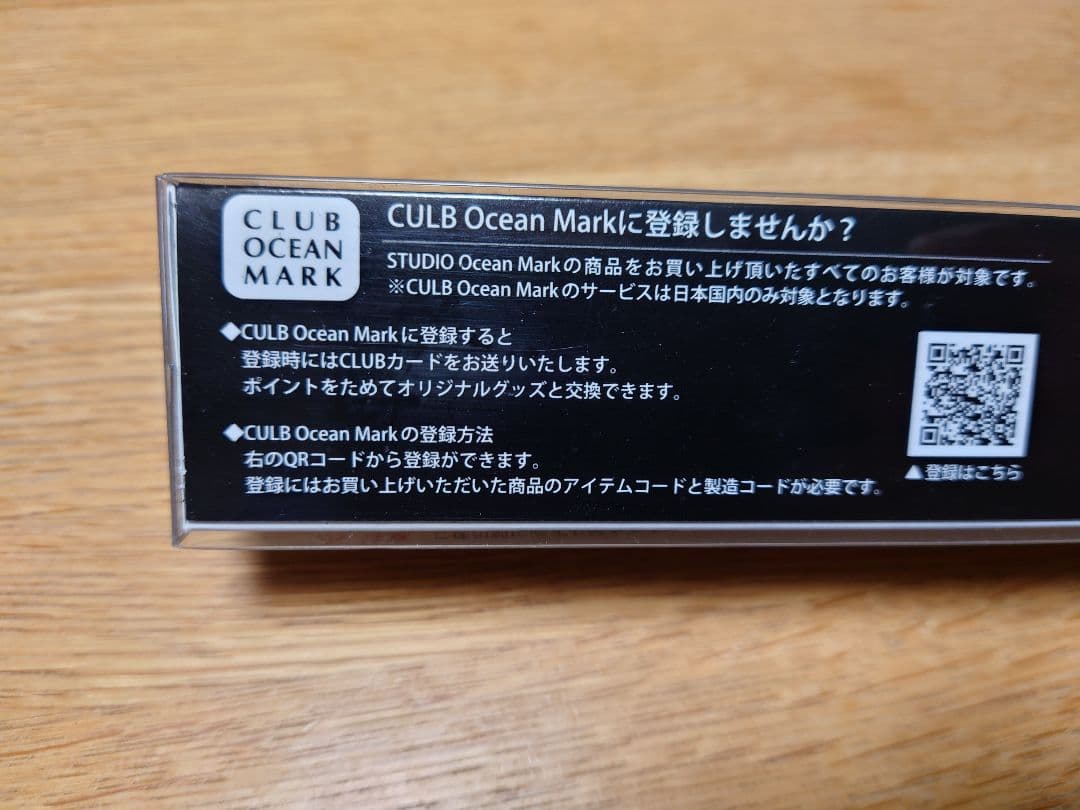 CLUB
OCEAN
MARK
CULB Ocean Markに登録しませんか？
STUDIO Ocean Markの商品をお買い上げ頂いたすべてのお客様が対象です。
※CULB Ocean Markのサービスは日本国内のみ対象となります。
◆CULB Ocean Markに登録すると
登録時にはCLUBカードをお送りいたします。
ポイントをためてオリジナルグッズと交換できます。
◆CULB Ocean Markの登録方法
右のQRコードから登録ができます。
登録にはお買い上げいただいた商品のアイテムコードと製造コードが必要です。
▲登録はこちら